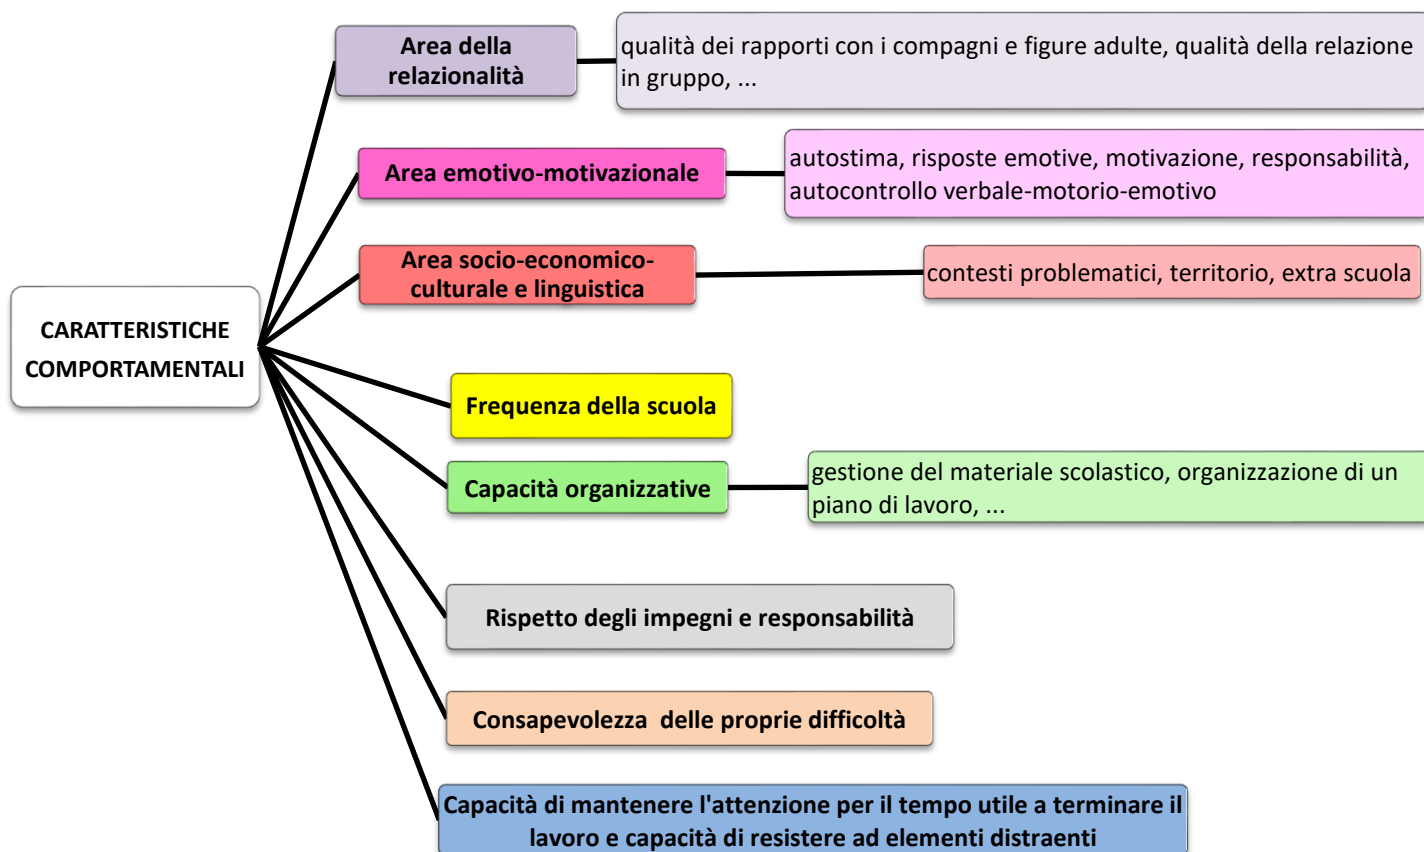 Area della
relazionalità
qualità dei rapporti con i compagni e figure adulte, qualità della relazione
in gruppo, ...
Area emotivo-motivazionale
autostima, risposte emotive, motivazione, responsabilità,
autocontrollo verbale-motorio-emotivo
Area socio-economico-
culturale e linguistica
contesti problematici, territorio, extra scuola
CARATTERISTICHE
COMPORTAMENTALI
Frequenza della scuola
Capacità organizzative
gestione del materiale scolastico, organizzazione di un
piano di lavoro, ...
Rispetto degli impegni e responsabilità
Consapevolezza  delle proprie difficoltà
Capacità di mantenere l'attenzione per il tempo utile a terminare il
lavoro e capacità di resistere ad elementi distraenti